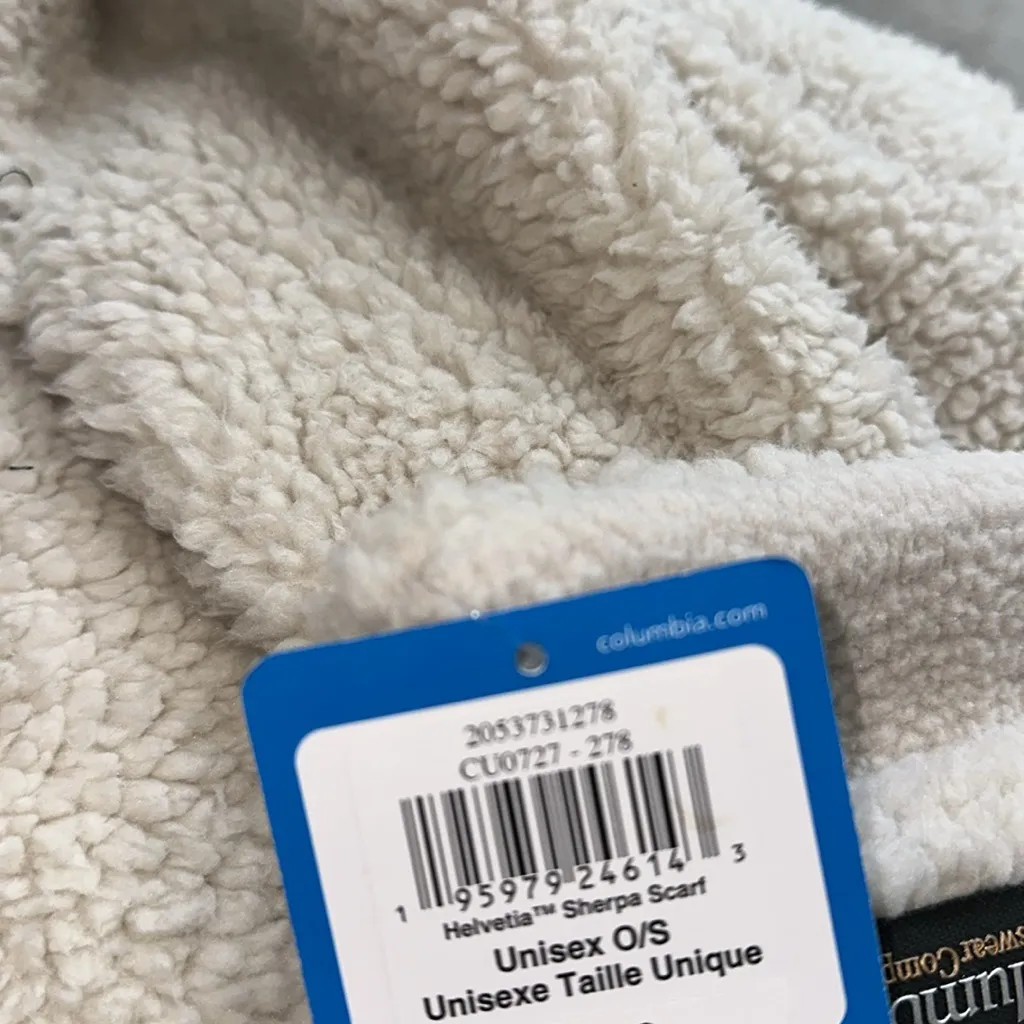 columbia.com
2053731278
CU0727 - 278
1 95979 24614 3
Helvetia™ Sherpa Scarf
Unisex O/S
Unisexe Taille Unique